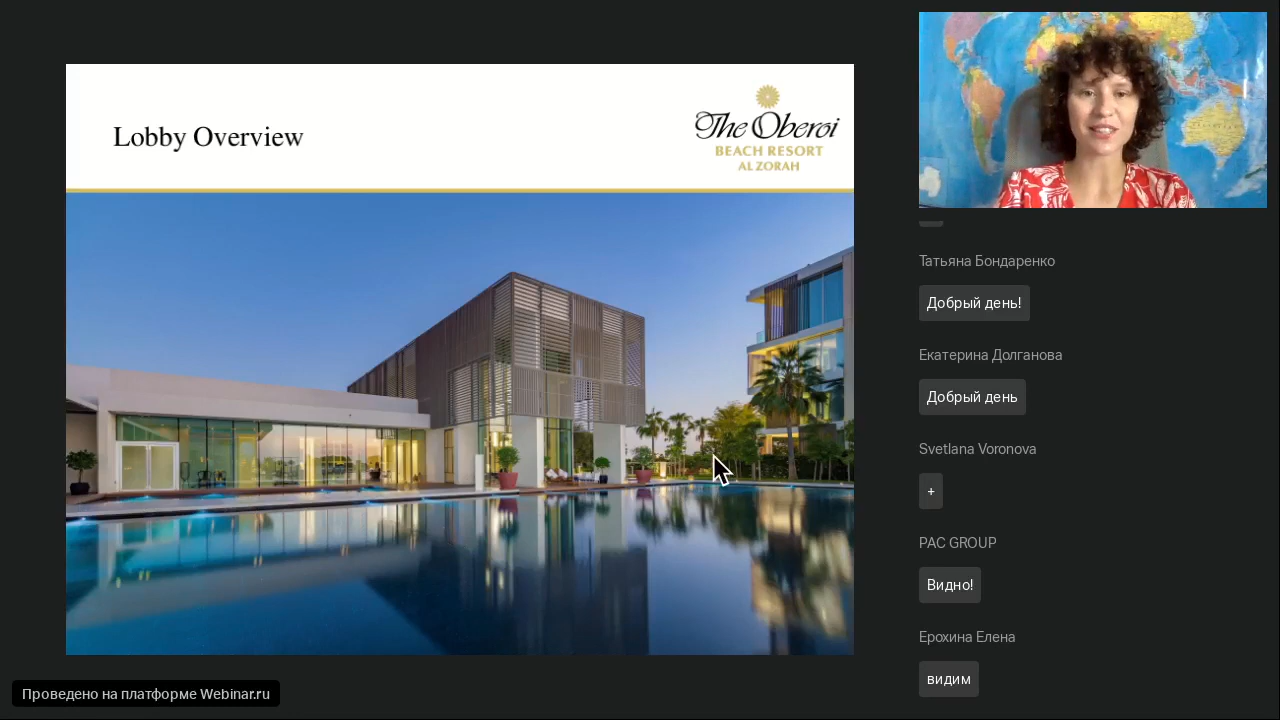 Lobby Overview
The Oberoi
BEACH RESORT
AL ZORAH
Татьяна Бондаренко
Добрый день!
Екатерина Долганова
Добрый день
Svetlana Voronova
+
PAC GROUP
Видно!
Ерохина Елена
видим
Проведено на платформе Webinar.ru